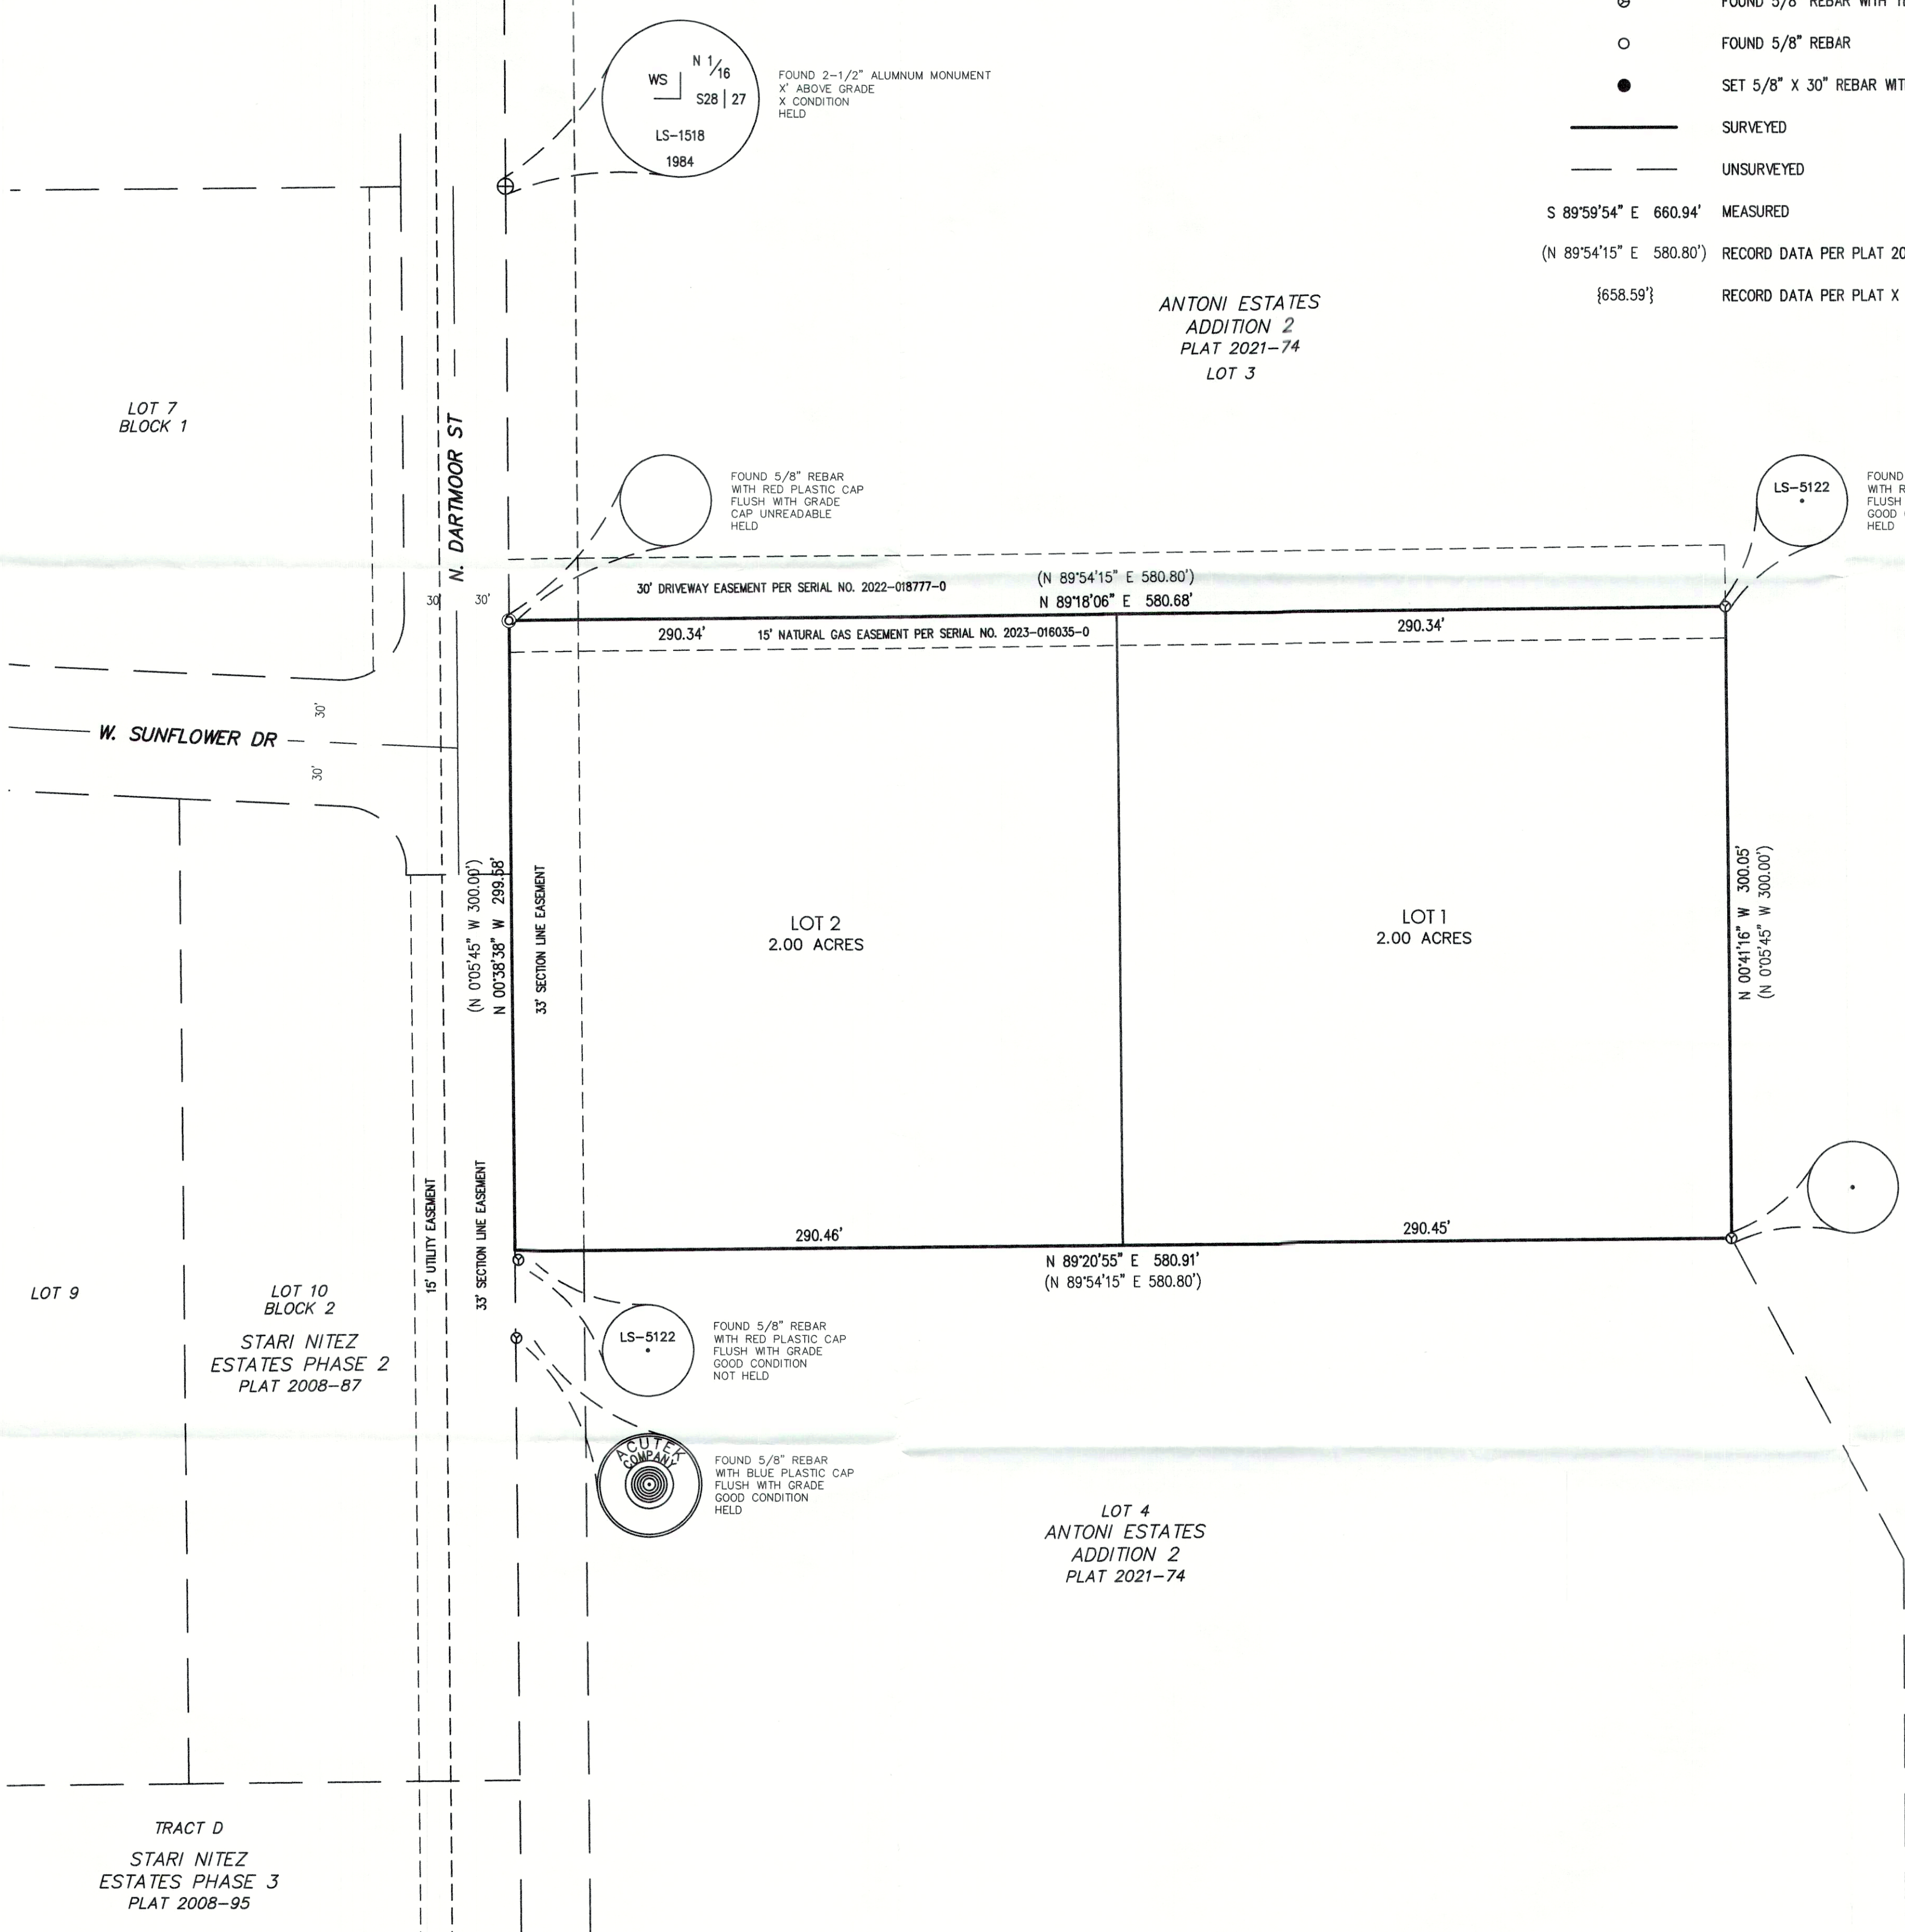 FOUND 5/8" REBAR WITH
FOUND 5/8" REBAR
SET 5/8" X 30" REBAR
SURVEYED
UNSURVEYED
S 89°59'54" E 660.94' MEASURED
(N 89°54'15" E 580.80') RECORD DATA PER PLAT
{658.59'} RECORD DATA PER PLAT X
N 1/16
WS
S28 | 27
LS-1518
1984
FOUND 2-1/2" ALUMNUM MONUMENT
X' ABOVE GRADE
X CONDITION
HELD
ANTONI ESTATES
ADDITION 2
PLAT 2021-74
LOT 3
LOT 7
BLOCK 1
N. DARTMOOR ST
FOUND 5/8" REBAR
WITH RED PLASTIC CAP
FLUSH WITH GRADE
CAP UNREADABLE
HELD
LS-5122
FOUND
WITH
FLUSH
GOOD
HELD
30' DRIVEWAY EASEMENT PER SERIAL NO. 2022-018777-0
(N 89°54'15" E 580.80')
N 89°18'06" E 580.68'
30'
30'
290.34'
15' NATURAL GAS EASEMENT PER SERIAL NO. 2023-016035-0
290.34'
W. SUNFLOWER DR
30'
30'
(N 0°05'45" W 300.00')
N 00°38'38" W 299.58'
33' SECTION LINE EASEMENT
LOT 2
2.00 ACRES
LOT 1
2.00 ACRES
N 00°41'16" W 300.05'
(N 0°05'45" W 300.00')
15' UTILITY EASEMENT
33' SECTION LINE EASEMENT
290.46'
290.45'
N 89°20'55" E 580.91'
(N 89°54'15" E 580.80')
LOT 9
LOT 10
BLOCK 2
STARI NITEZ
ESTATES PHASE 2
PLAT 2008-87
LS-5122
FOUND 5/8" REBAR
WITH RED PLASTIC CAP
FLUSH WITH GRADE
GOOD CONDITION
NOT HELD
ACUTEK
COMPANY
FOUND 5/8" REBAR
WITH BLUE PLASTIC CAP
FLUSH WITH GRADE
GOOD CONDITION
HELD
LOT 4
ANTONI ESTATES
ADDITION 2
PLAT 2021-74
TRACT D
STARI NITEZ
ESTATES PHASE 3
PLAT 2008-95